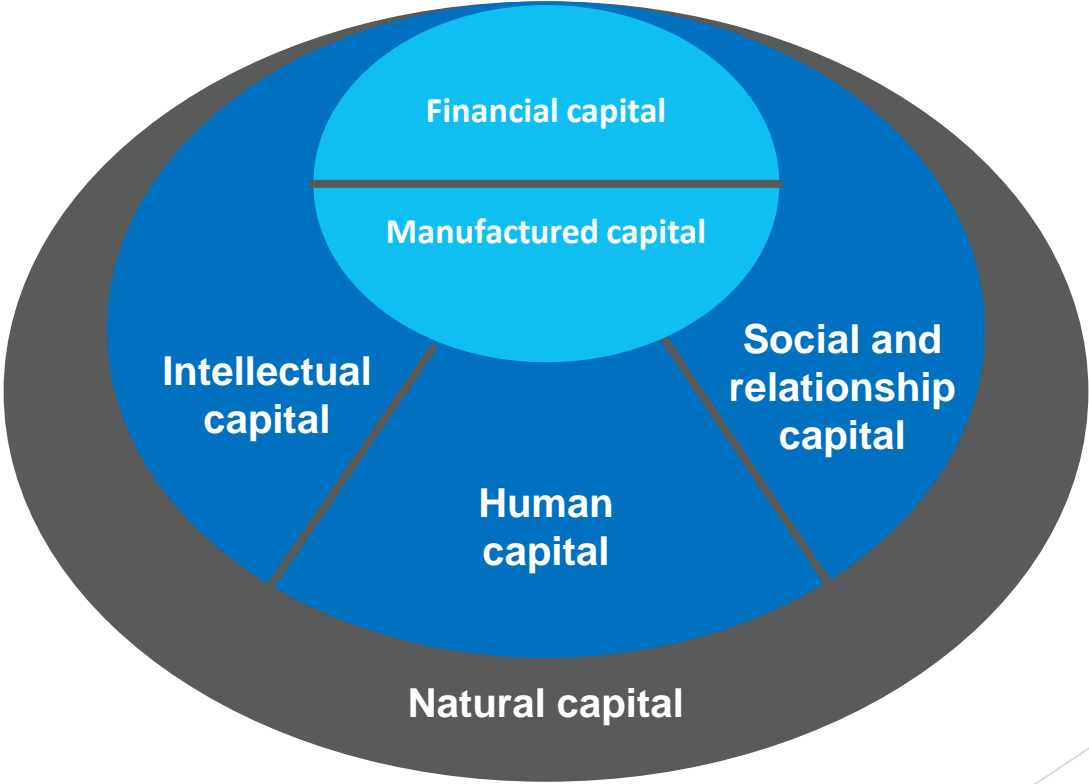 Financial capital
Manufactured capital
Intellectual
capital
Human
capital
Social and
relationship
capital
Natural capital